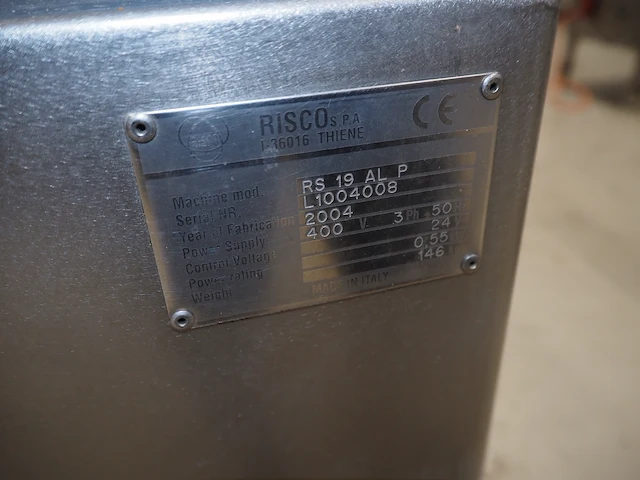 RISCO S.P.A.
I-36016 THIENE
CE
Machine mod. RS 19 AL P
Serial NR. L1004008
Year of Fabrication 2004
Power Supply 400 V. 3 Ph. 50
Control Voltage 24
Power rating 0,55
Weight 146
MADE IN ITALY